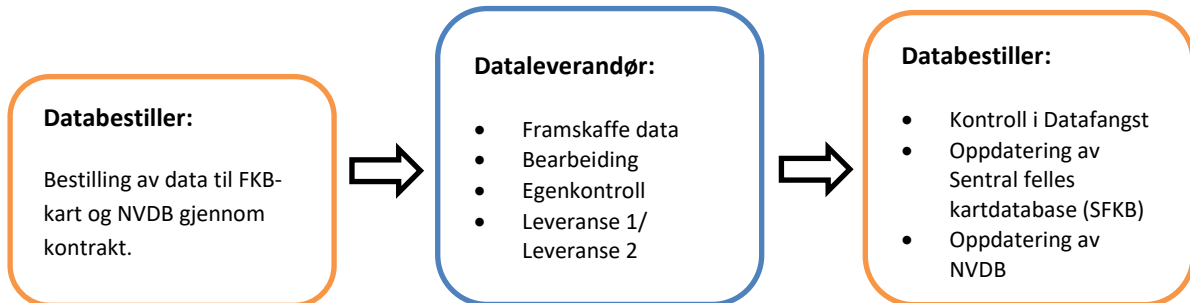 Databestiller:
Bestilling av data til FKB-
kart og NVDB gjennom
kontrakt.
Dataleverandør:
• Framskaffe data
• Bearbeiding
• Egenkontroll
• Leveranse 1/
Leveranse 2
Databestiller:
• Kontroll i Datafangst
• Oppdatering av
Sentral felles
kartdatabase (SFKB)
• Oppdatering av
NVDB